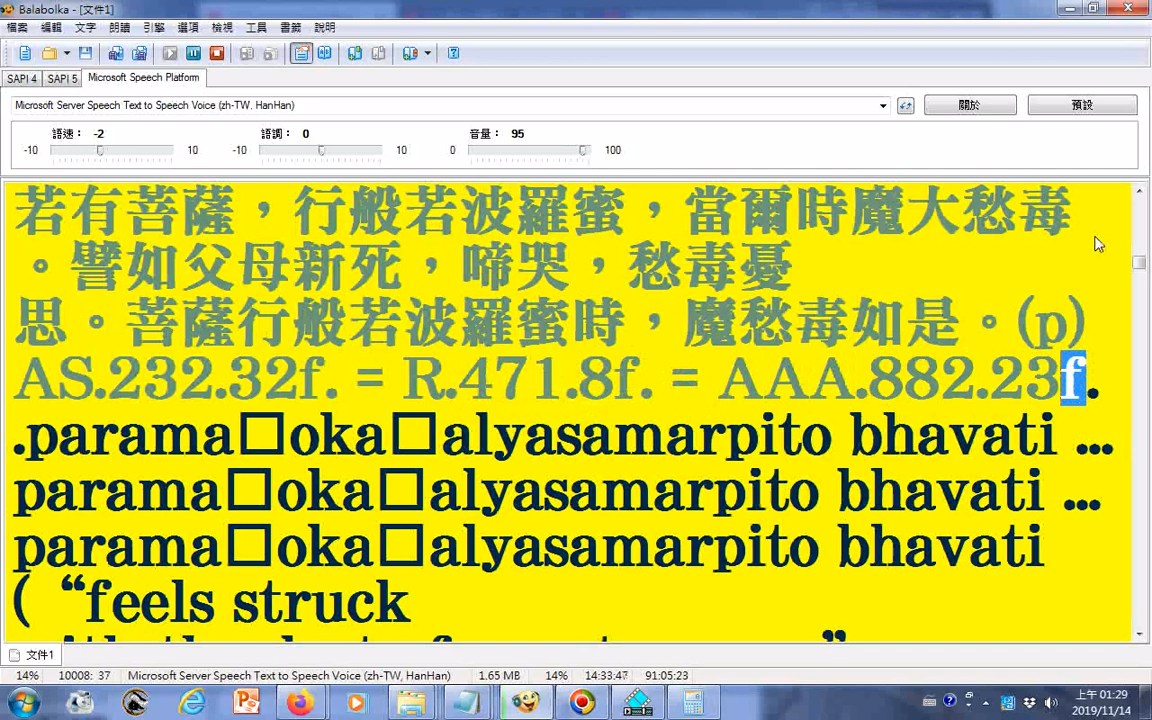 Balabolka - [文件1]
檔案 編輯 文字 朗讀 引擎 選項 檢視 工具 書籤 說明
SAPI 4 SAPI 5 Microsoft Speech Platform
Microsoft Server Speech Text to Speech Voice (zh-TW, HanHan) 關於 預設
語速： -2 語調： 0 音量： 95
-10 10 -10 10 0 100
若有菩薩，行般若波羅蜜，當爾時魔大愁毒
。譬如父母新死，啼哭，愁毒憂
思。菩薩行般若波羅蜜時，魔愁毒如是。(p)
AS.232.32f. = R.471.8f. = AAA.882.23f.
.parama□oka□alyasamarpito bhavati ...
parama□oka□alyasamarpito bhavati ...
parama□oka□alyasamarpito bhavati
( “feels struck
文件1
14% 10008: 37 Microsoft Server Speech Text to Speech Voice (zh-TW, HanHan) 1.65 MB 14% 14:33:47 91:05:23
上午 01:29
2019/11/14